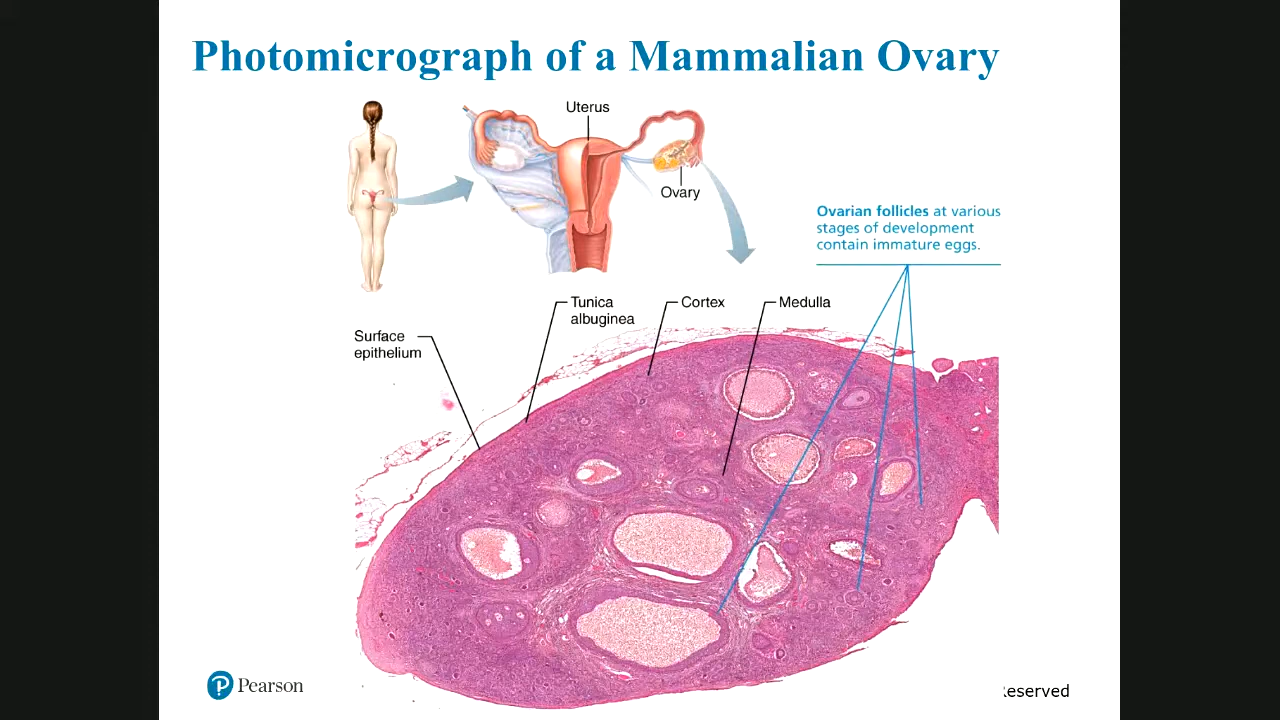 Photomicrograph of a Mammalian Ovary
Uterus
Ovary
Ovarian follicles at various
stages of development
contain immature eggs.
Tunica
albuginea
Cortex
Medulla
Surface
epithelium
P Pearson
Reserved